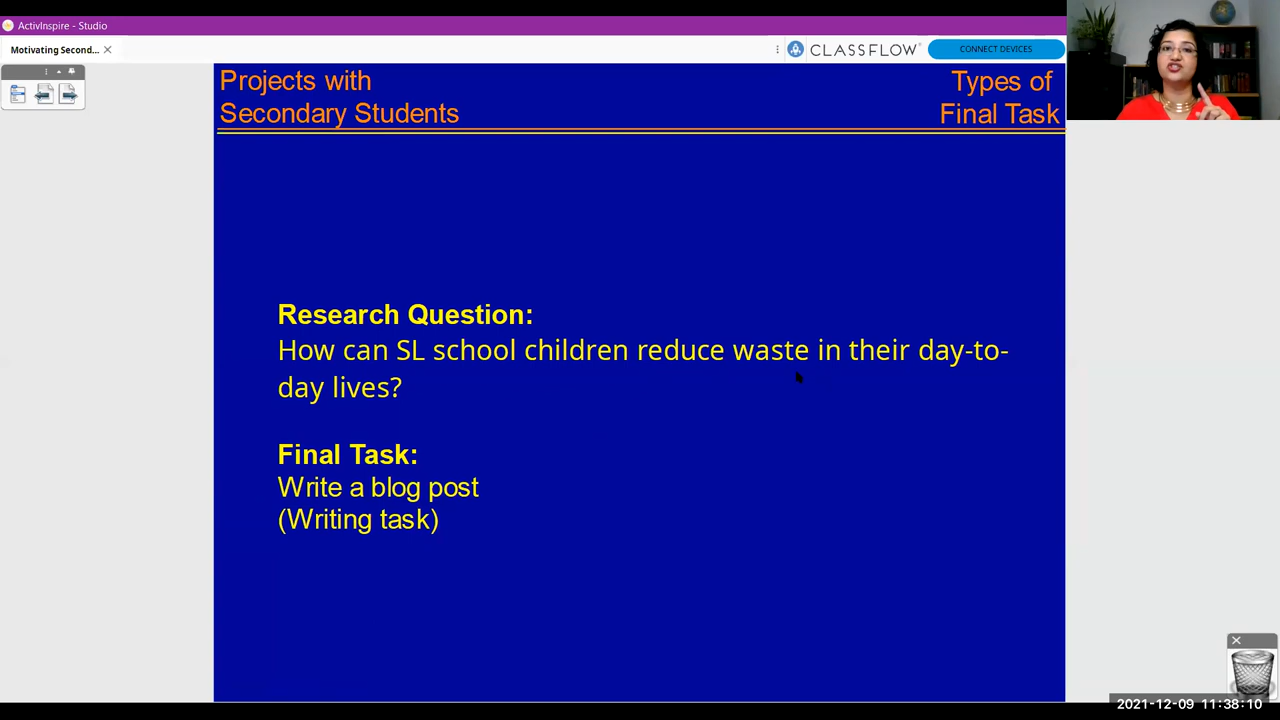 ActivInspire - Studio
Motivating Second...
CLASSFLOW
CONNECT DEVICES
Projects with
Secondary Students
Types of
Final Task
Research Question:
How can SL school children reduce waste in their day-to-
day lives?
Final Task:
Write a blog post
(Writing task)
2021-12-09 11:38:10